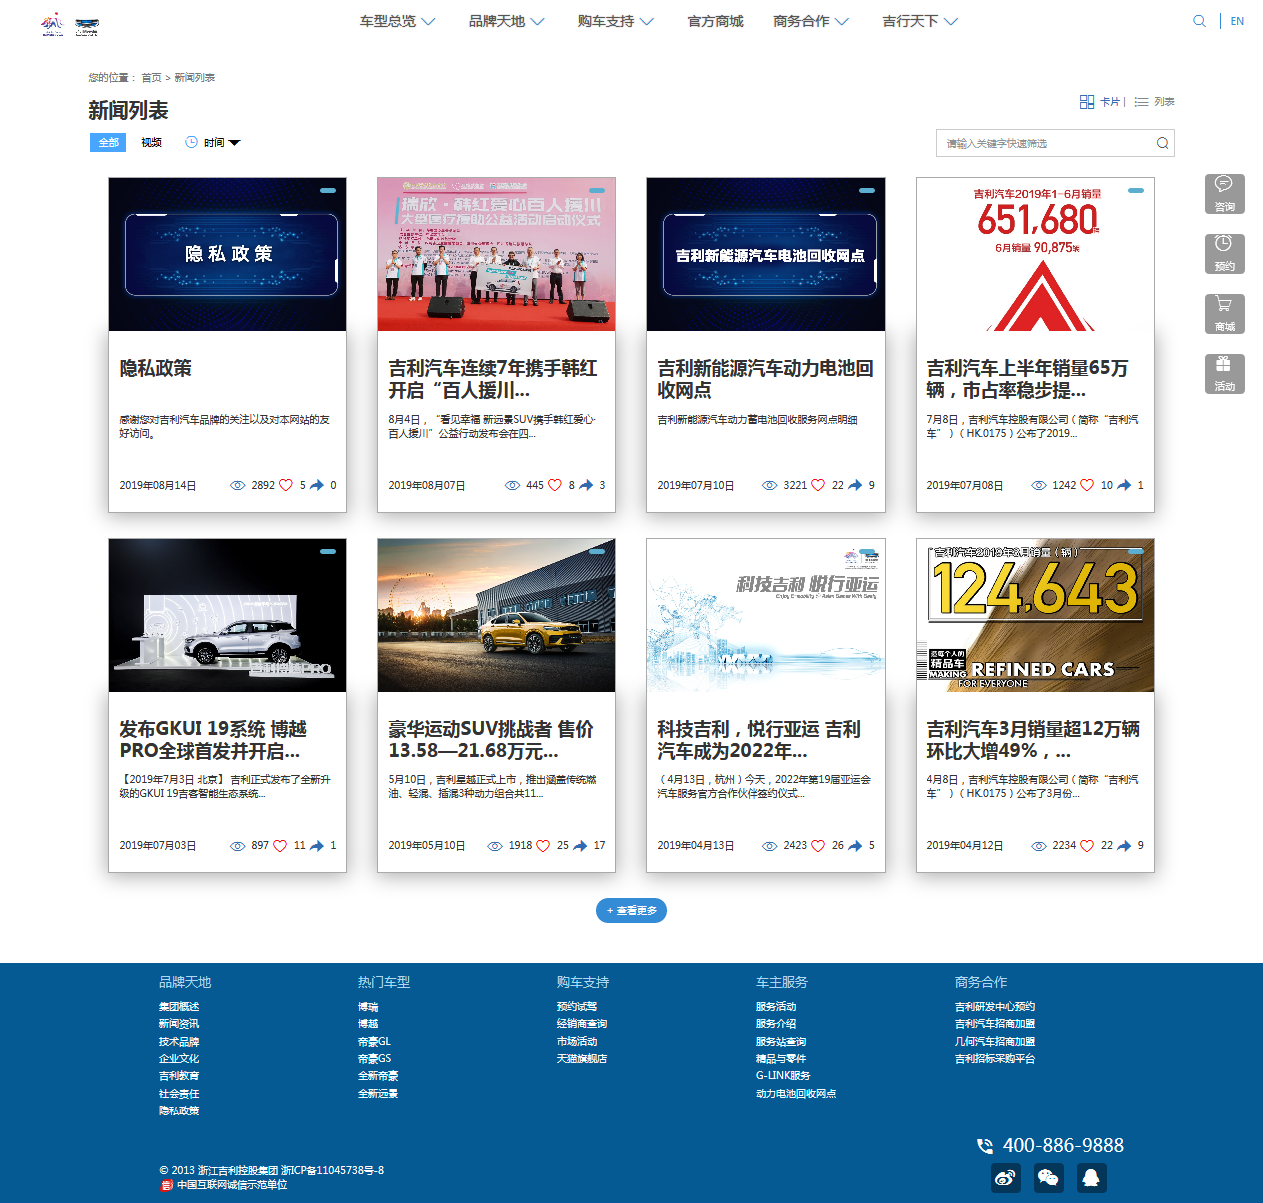 车型总览 品牌天地 购车支持 官方商城 商务合作 吉行天下 EN
您的位置： 首页 > 新闻列表
新闻列表
卡片 | 列表
全部 视频 时间
请输入关键字快速筛选
咨询
预约
商城
活动
隐私政策
隐私政策
感谢您对吉利汽车品牌的关注以及对本网站的友
好访问。
2019年08月14日 2892 5 0
瑞欣·韩红爱心百人援川
大型医疗援助公益活动启动仪式
吉利汽车连续7年携手韩红
开启“百人援川...
8月4日，“看见幸福 新远景SUV携手韩红爱心·
百人援川”公益行动发布会在四...
2019年08月07日 445 8 3
吉利新能源汽车电池回收网点
吉利新能源汽车动力电池回
收网点
吉利新能源汽车动力蓄电池回收服务网点明细
2019年07月10日 3221 22 9
吉利汽车2019年1-6月销量
651,680辆
6月销量 90,875辆
吉利汽车上半年销量65万
辆，市占率稳步提...
7月8日，吉利汽车控股有限公司（简称“吉利汽
车”）（HK.0175）公布了2019...
2019年07月08日 1242 10 1
发布GKUI 19系统 博越
PRO全球首发并开启...
【2019年7月3日 北京】 吉利正式发布了全新升
级的GKUI 19吉客智能生态系统...
2019年07月03日 897 11 1
豪华运动SUV挑战者 售价
13.58—21.68万元...
5月10日，吉利星越正式上市，推出涵盖传统燃
油、轻混、插混3种动力组合共11...
2019年05月10日 1918 25 17
科技吉利 悦行亚运
科技吉利，悦行亚运 吉利
汽车成为2022年...
（4月13日，杭州）今天，2022年第19届亚运会
汽车服务官方合作伙伴签约仪式...
2019年04月13日 2423 26 5
吉利汽车2019年3月销量（辆）
124,643
造每个人的
精品车
MAKING REFINED CARS
FOR EVERYONE
吉利汽车3月销量超12万辆
环比大增49%，...
4月8日，吉利汽车控股有限公司（简称“吉利汽
车”）（HK.0175）公布了3月份...
2019年04月12日 2234 22 9
+ 查看更多
品牌天地
集团概述
新闻资讯
技术品牌
企业文化
吉利教育
社会责任
隐私政策
热门车型
博瑞
博越
帝豪GL
帝豪GS
全新帝豪
全新远景
购车支持
预约试驾
经销商查询
市场活动
天猫旗舰店
车主服务
服务活动
服务介绍
服务站查询
精品与零件
G-LINK服务
动力电池回收网点
商务合作
吉利研发中心预约
吉利汽车招商加盟
几何汽车招商加盟
吉利招标采购平台
400-886-9888
© 2013 浙江吉利控股集团 浙ICP备11045738号-8
中国互联网诚信示范单位